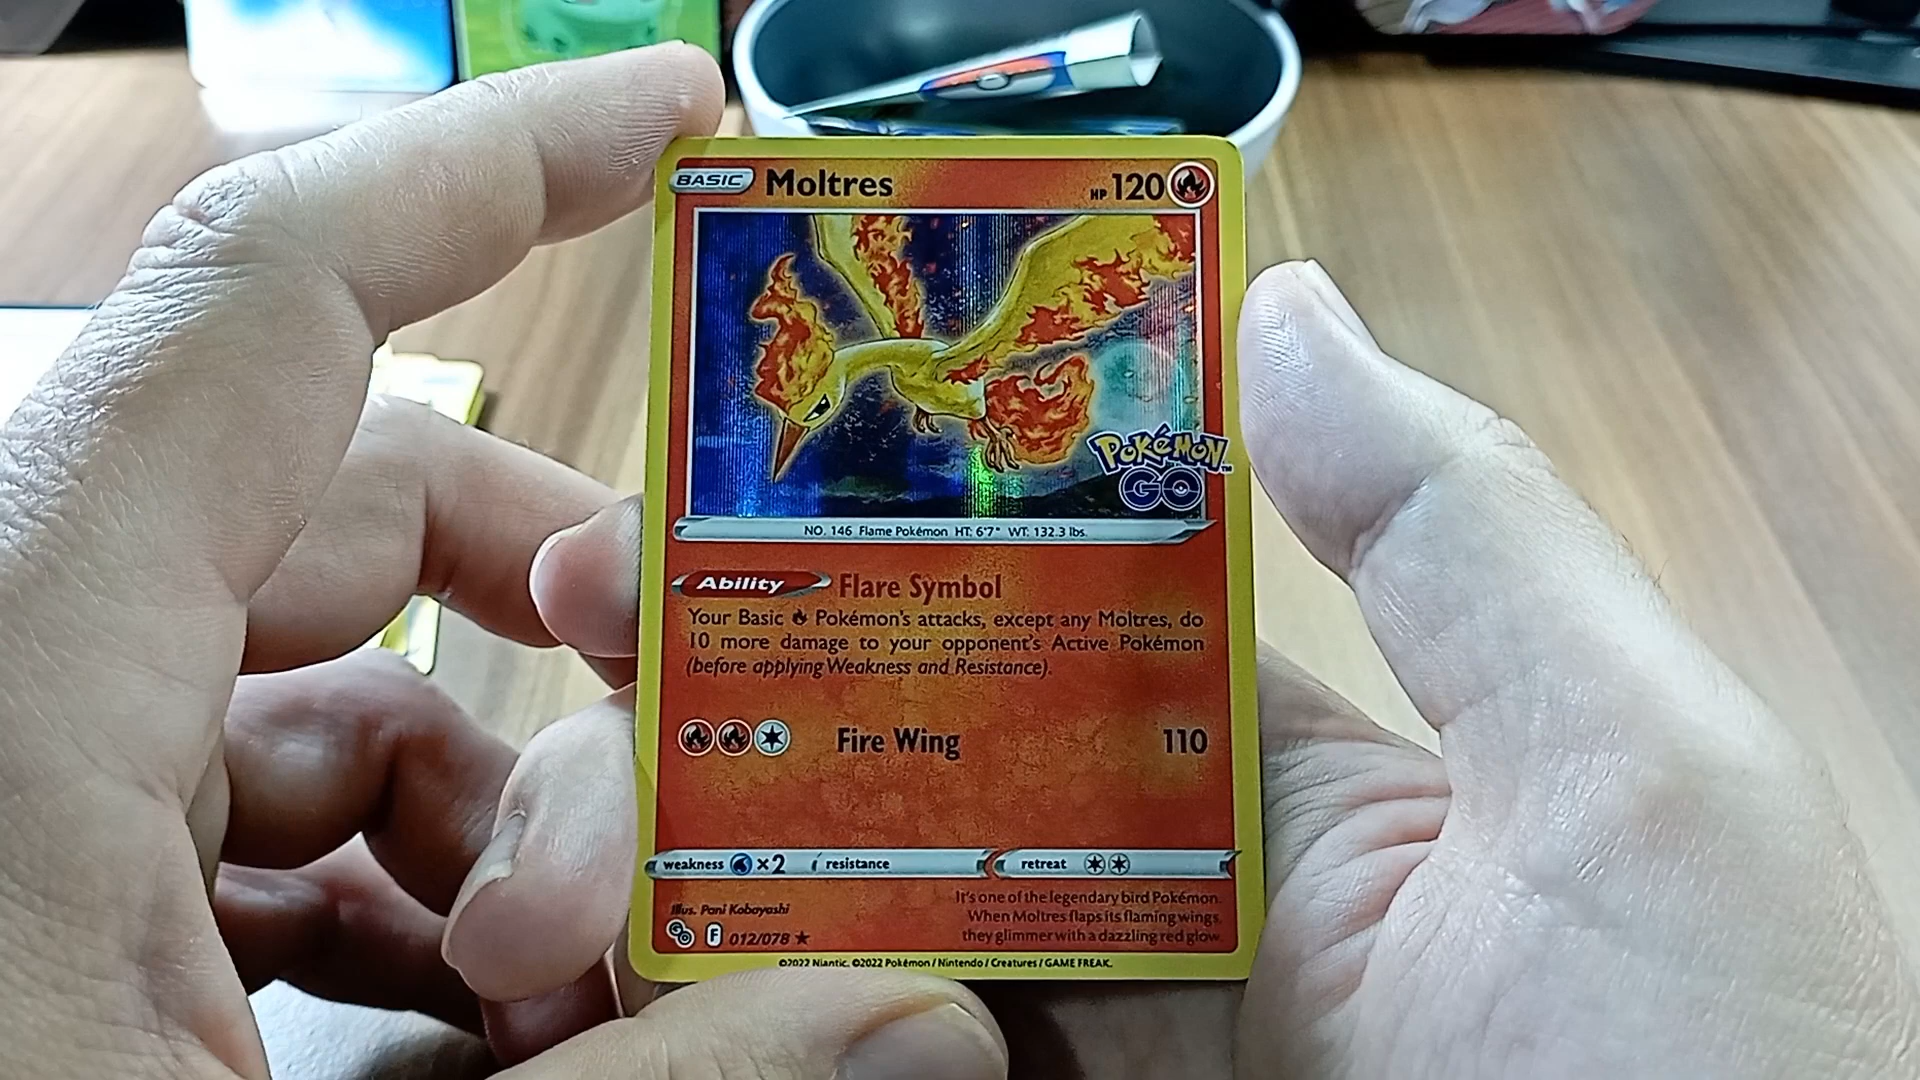 BASIC Moltres HP 120
POKéMON™
GO
NO. 146 Flame Pokémon HT: 6'7" WT: 132.3 lbs.
Ability Flare Symbol
Your Basic Pokémon's attacks, except any Moltres, do
10 more damage to your opponent's Active Pokémon
(before applying Weakness and Resistance).
Fire Wing 110
weakness ×2 resistance retreat
Illus. Pani Kobayashi
It's one of the legendary bird Pokémon.
When Moltres flaps its flaming wings,
they glimmer with a dazzling red glow.
GO F 012/078 ★
©2022 Niantic. ©2022 Pokémon / Nintendo / Creatures / GAME FREAK.